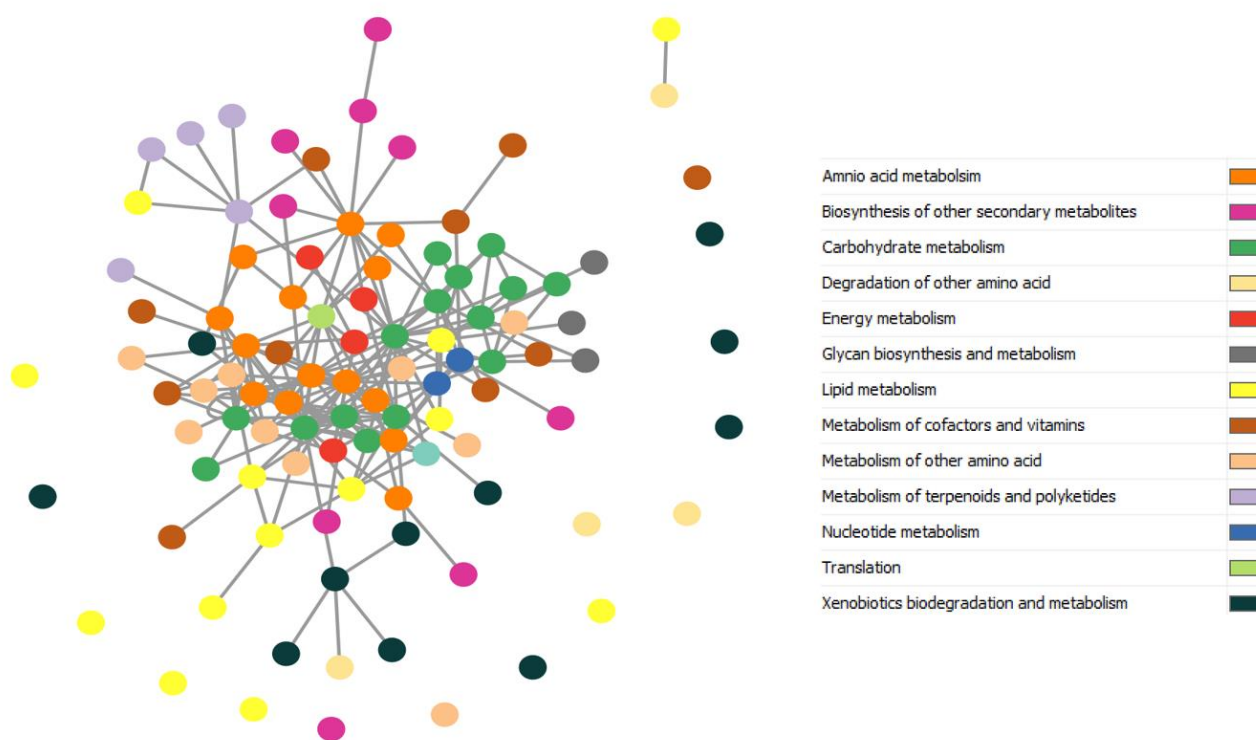 Amnio acid metabolsim
Biosynthesis of other secondary metabolites
Carbohydrate metabolism
Degradation of other amino acid
Energy metabolism
Glycan biosynthesis and metabolism
Lipid metabolism
Metabolism of cofactors and vitamins
Metabolism of other amino acid
Metabolism of terpenoids and polyketides
Nucleotide metabolism
Translation
Xenobiotics biodegradation and metabolism